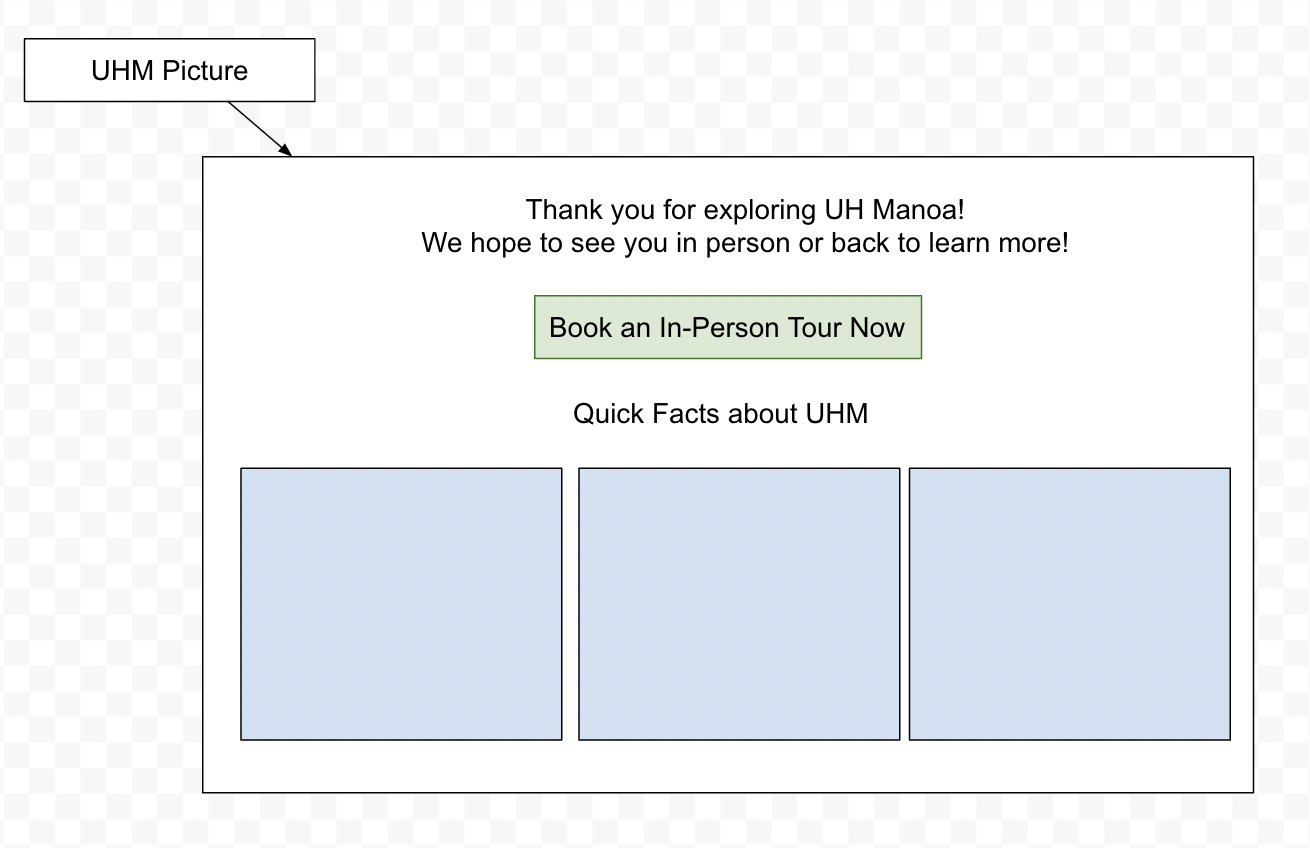 UHM Picture
Thank you for exploring UH Manoa!
We hope to see you in person or back to learn more!
Book an In-Person Tour Now
Quick Facts about UHM